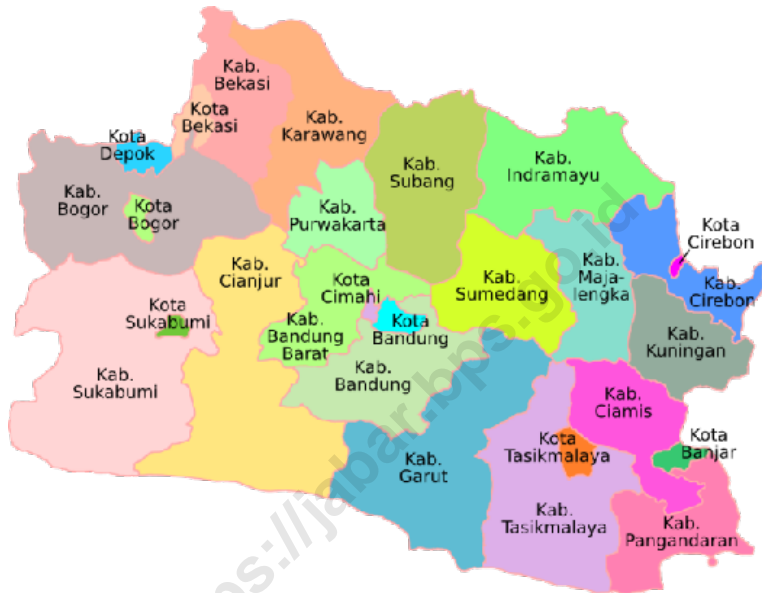 Kab.
Bekasi
Kota
Bekasi
Kab.
Karawang
Kota
Depok
Kab.
Subang
Kab.
Indramayu
Kab.
Bogor
Kota
Bogor
Kab.
Purwakarta
Kota
Cirebon
Kab.
Cianjur
Kota
Cimahi
Kab.
Sumedang
Kab.
Maja-
lengka
Kab.
Cirebon
Kota
Sukabumi
Kab.
Bandung
Barat
Kota
Bandung
Kab.
Kuningan
Kab.
Sukabumi
Kab.
Bandung
Kab.
Ciamis
Kab.
Garut
Kota
Tasikmalaya
Kota
Banjar
Kab.
Tasikmalaya
Kab.
Pangandaran
ps://jabar.bps.go.id